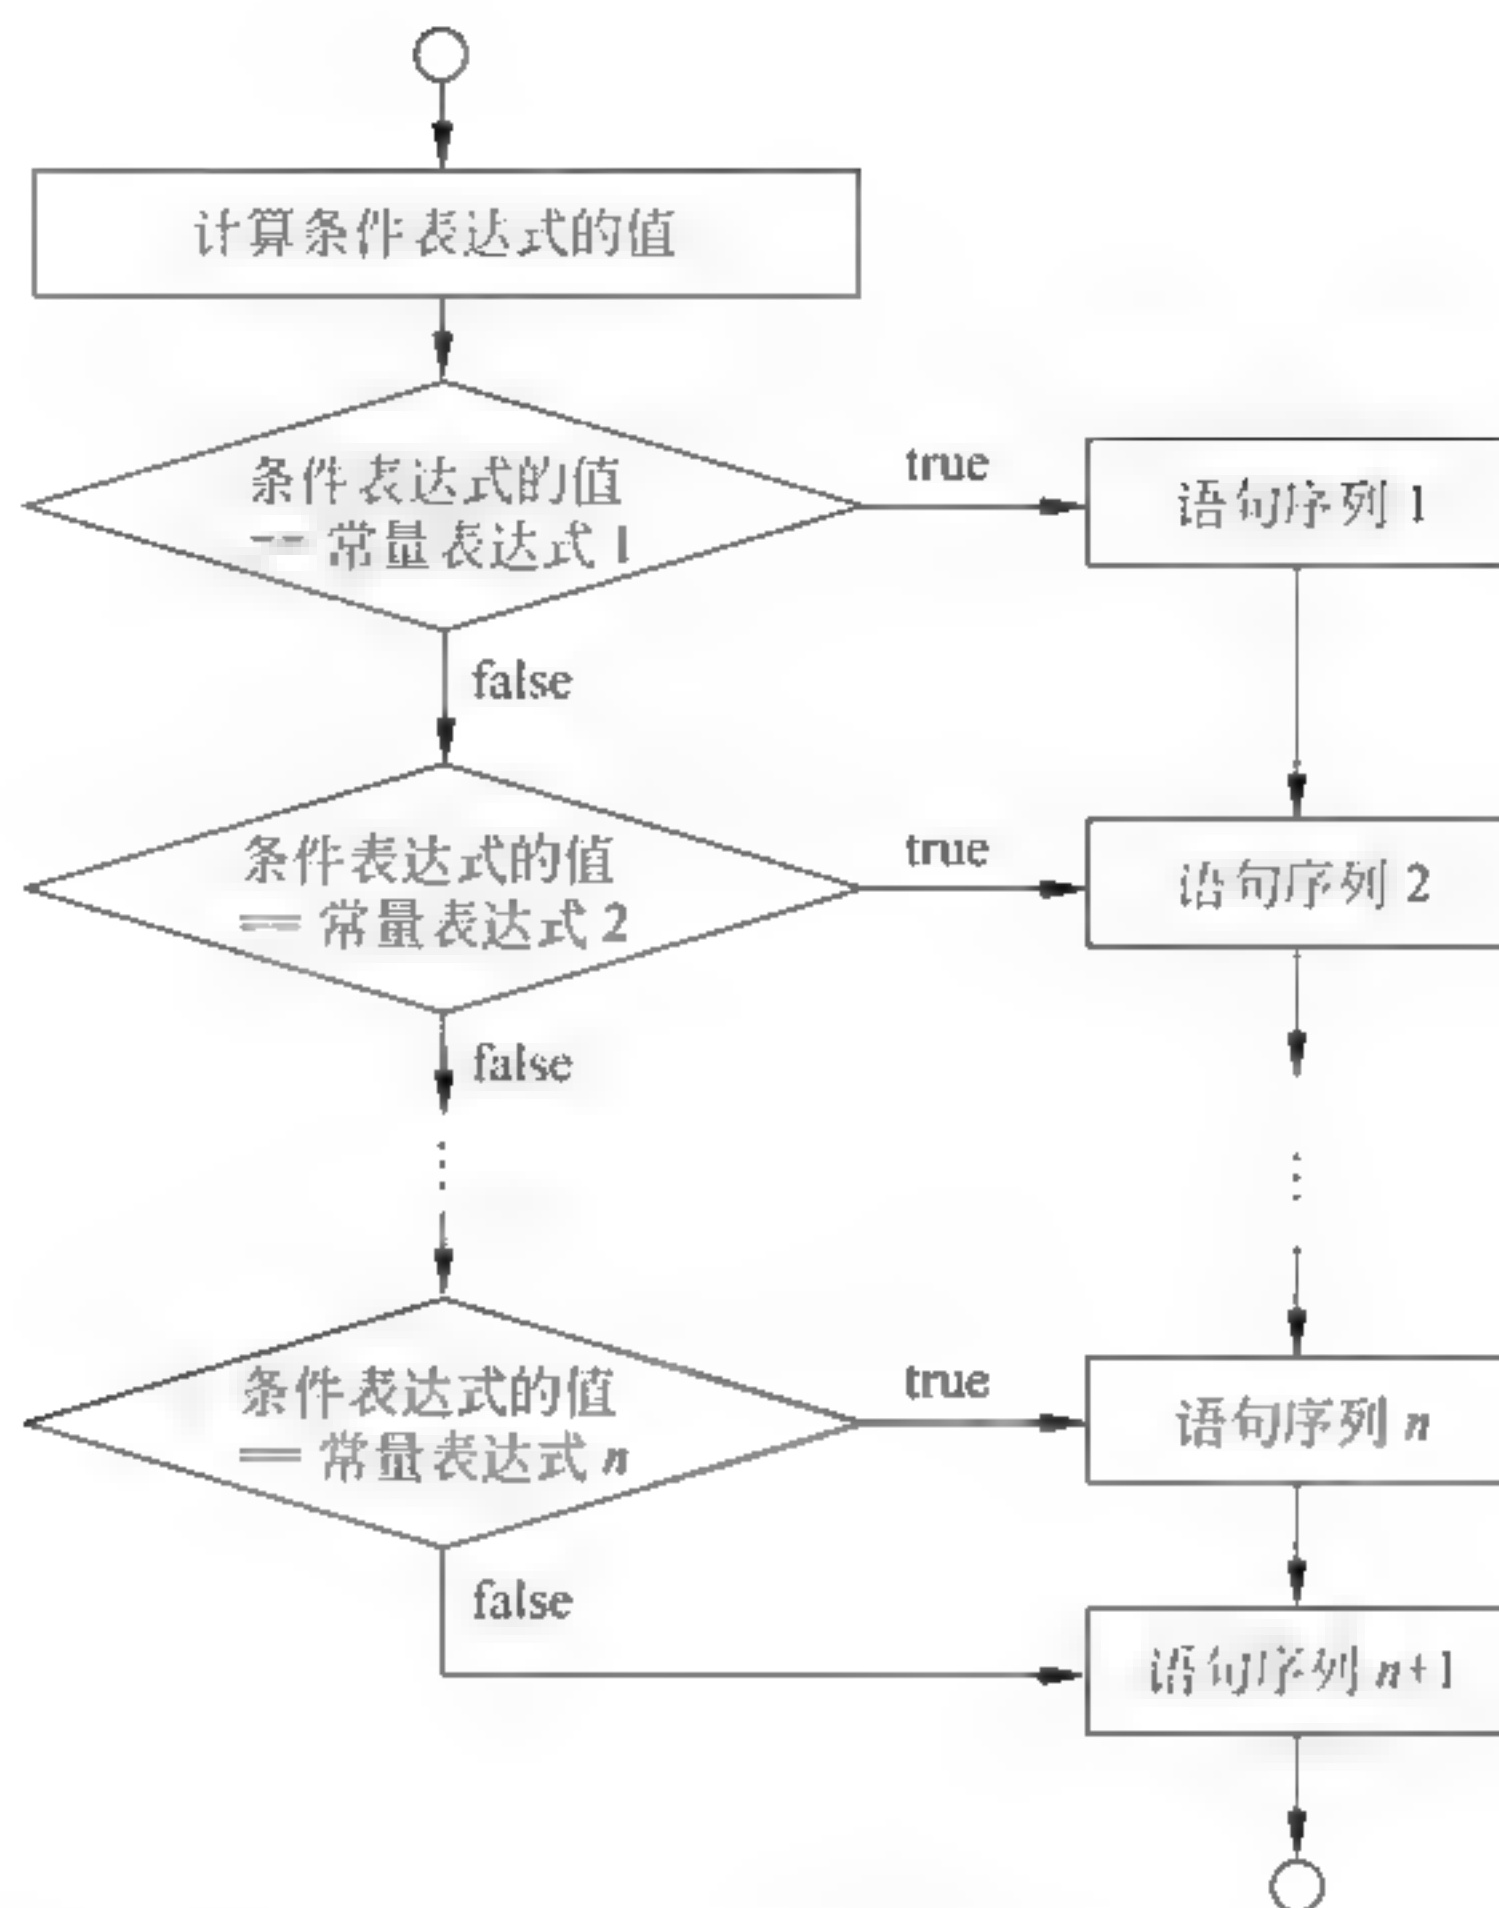 计算条件表达式的值
条件表达式的值
== 常量表达式 1
true
语句序列 1
false
条件表达式的值
== 常量表达式 2
true
语句序列 2
false
⋮
⋮
条件表达式的值
== 常量表达式 n
true
语句序列 n
false
语句序列 n+1